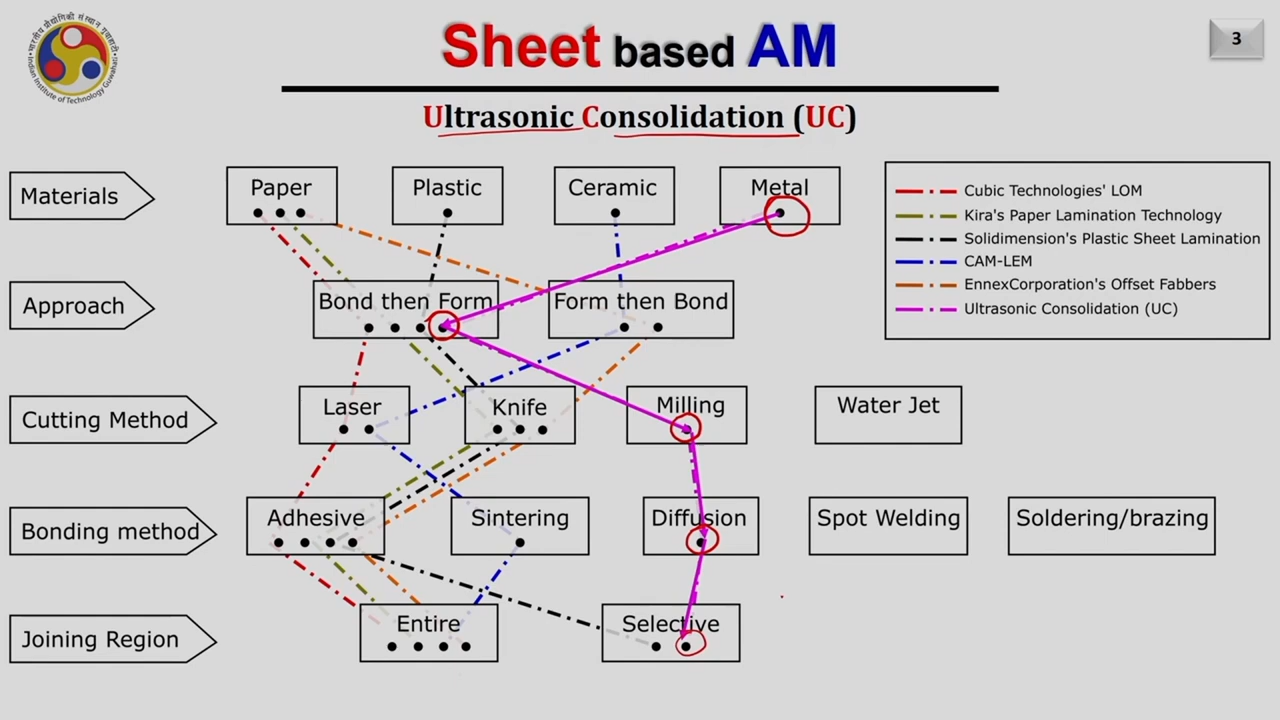 Sheet based AM
3
Ultrasonic Consolidation (UC)
Materials
Paper
Plastic
Ceramic
Metal
Cubic Technologies' LOM
Kira's Paper Lamination Technology
Solidimension's Plastic Sheet Lamination
CAM-LEM
EnnexCorporation's Offset Fabbers
Ultrasonic Consolidation (UC)
Approach
Bond then Form
Form then Bond
Cutting Method
Laser
Knife
Milling
Water Jet
Bonding method
Adhesive
Sintering
Diffusion
Spot Welding
Soldering/brazing
Joining Region
Entire
Selective